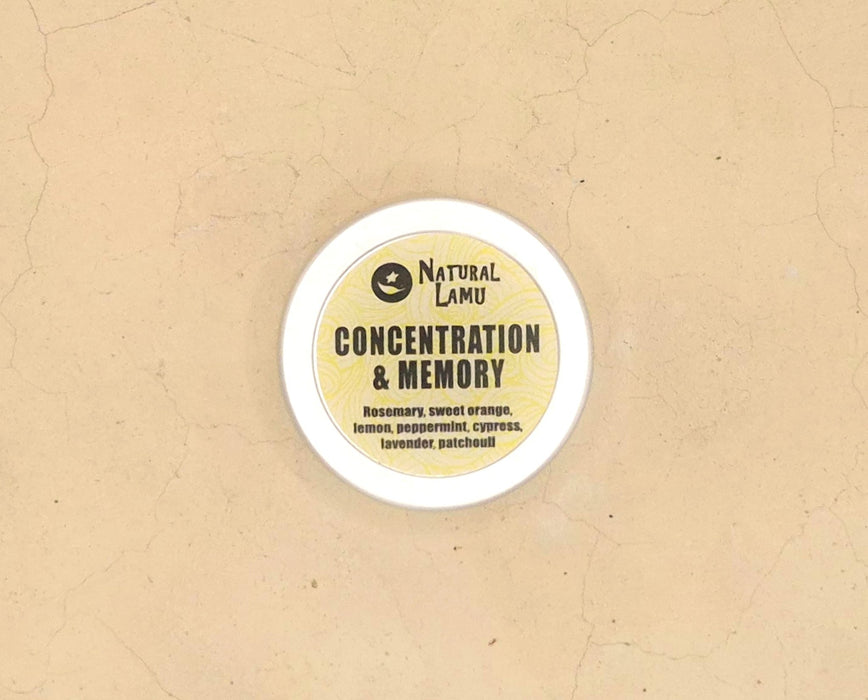 NATURAL
LAMU
CONCENTRATION
& MEMORY
Rosemary, sweet orange,
lemon, peppermint, cypress,
lavender, patchouli